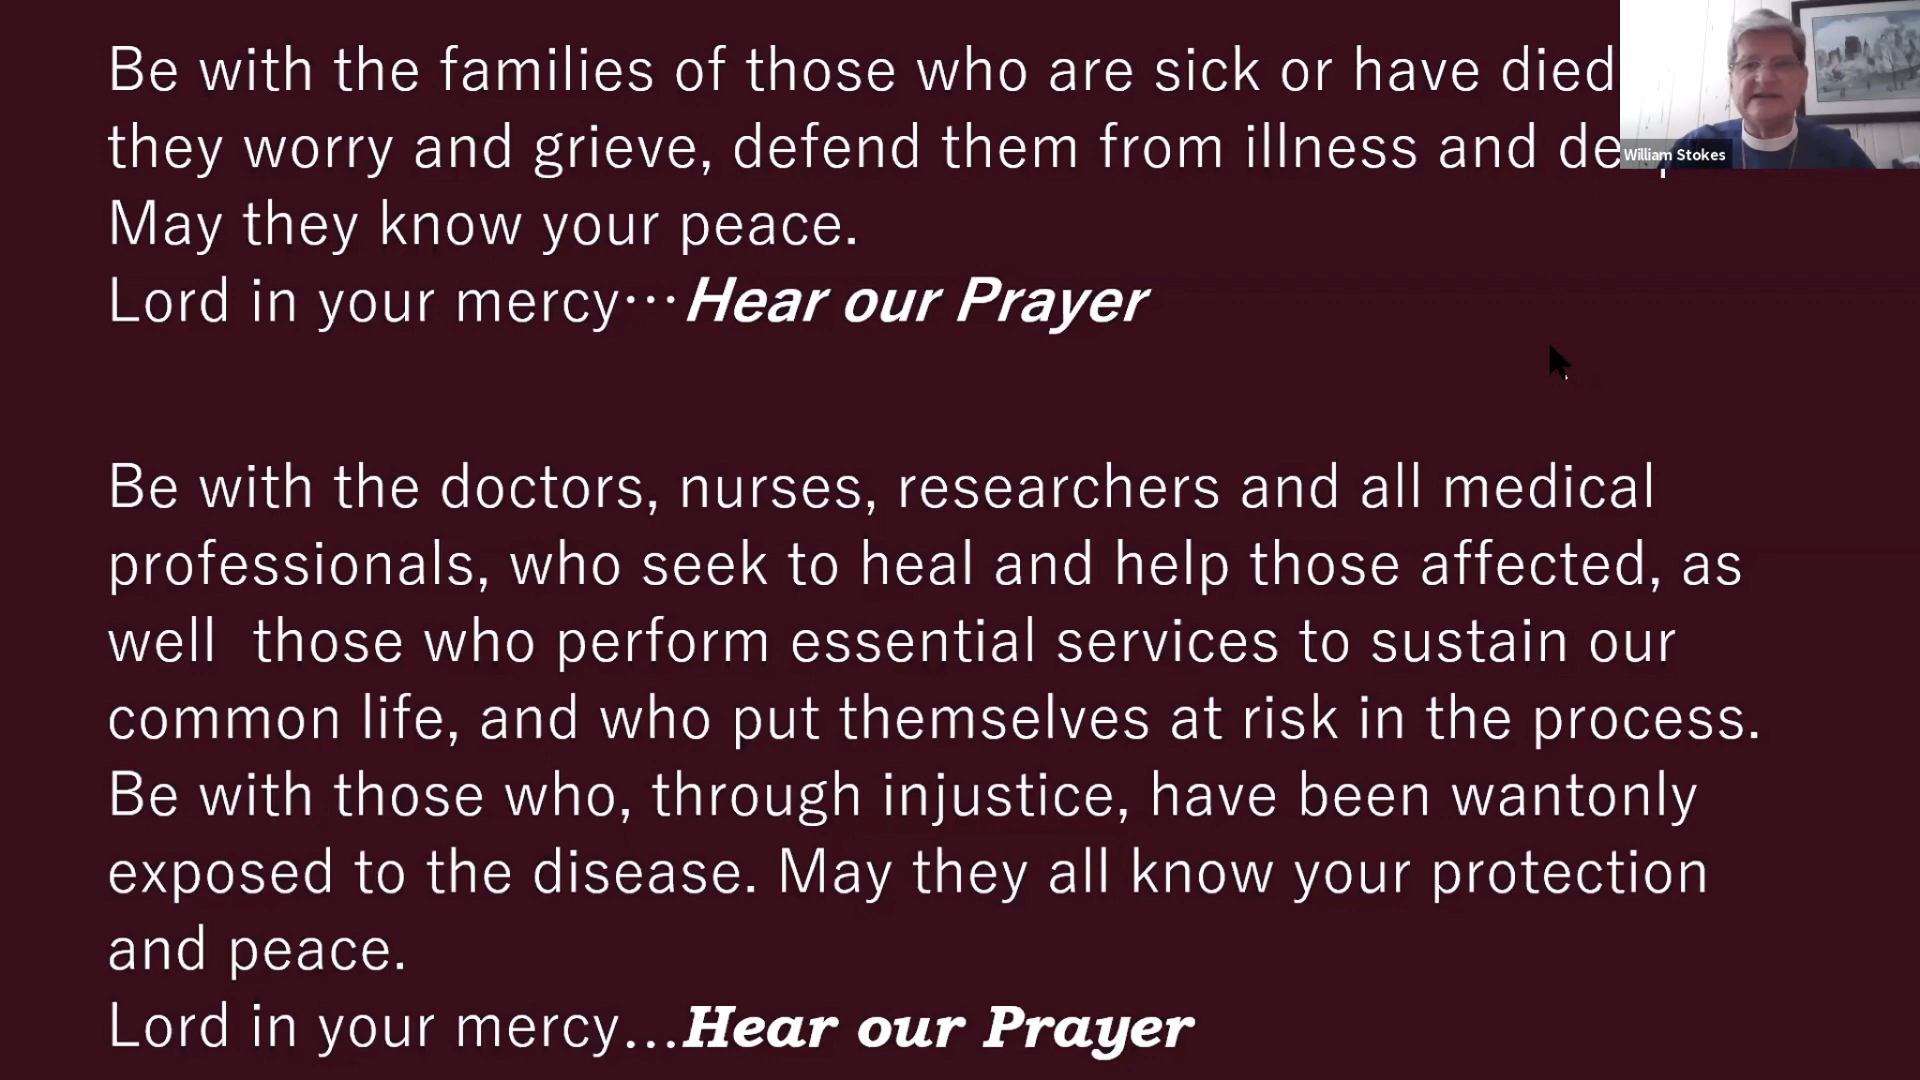 Be with the families of those who are sick or have died
they worry and grieve, defend them from illness and
May they know your peace.
Lord in your mercy…Hear our Prayer
William Stokes
Be with the doctors, nurses, researchers and all medical
professionals, who seek to heal and help those affected, as
well  those who perform essential services to sustain our
common life, and who put themselves at risk in the process.
Be with those who, through injustice, have been wantonly
exposed to the disease. May they all know your protection
and peace.
Lord in your mercy...Hear our Prayer